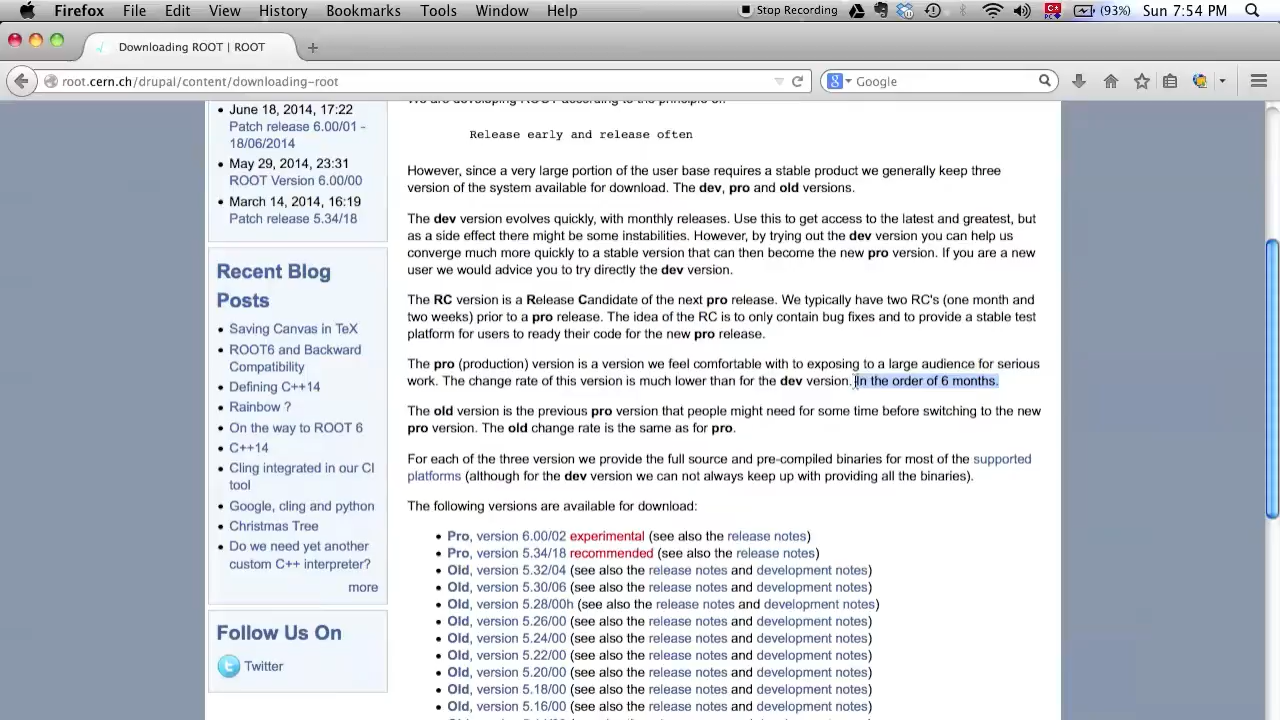 Firefox File Edit View History Bookmarks Tools Window Help Stop Recording (93%) Sun 7:54 PM
Downloading ROOT | ROOT
root.cern.ch/drupal/content/downloading-root
Google
June 18, 2014, 17:22
Patch release 6.00/01 -
18/06/2014
May 29, 2014, 23:31
ROOT Version 6.00/00
March 14, 2014, 16:19
Patch release 5.34/18
Recent Blog
Posts
Saving Canvas in TeX
ROOT6 and Backward
Compatibility
Defining C++14
Rainbow ?
On the way to ROOT 6
C++14
Cling integrated in our CI
tool
Google, cling and python
Christmas Tree
Do we need yet another
custom C++ interpreter?
more
Follow Us On
Twitter
We are developing ROOT according to the principle of:
Release early and release often
However, since a very large portion of the user base requires a stable product we generally keep three
version of the system available for download. The dev, pro and old versions.
The dev version evolves quickly, with monthly releases. Use this to get access to the latest and greatest, but
as a side effect there might be some instabilities. However, by trying out the dev version you can help us
converge much more quickly to a stable version that can then become the new pro version. If you are a new
user we would advice you to try directly the dev version.
The RC version is a Release Candidate of the next pro release. We typically have two RC's (one month and
two weeks) prior to a pro release. The idea of the RC is to only contain bug fixes and to provide a stable test
platform for users to ready their code for the new pro release.
The pro (production) version is a version we feel comfortable with to exposing to a large audience for serious
work. The change rate of this version is much lower than for the dev version. In the order of 6 months.
The old version is the previous pro version that people might need for some time before switching to the new
pro version. The old change rate is the same as for pro.
For each of the three version we provide the full source and pre-compiled binaries for most of the supported
platforms (although for the dev version we can not always keep up with providing all the binaries).
The following versions are available for download:
Pro, version 6.00/02 experimental (see also the release notes)
Pro, version 5.34/18 recommended (see also the release notes)
Old, version 5.32/04 (see also the release notes and development notes)
Old, version 5.30/06 (see also the release notes and development notes)
Old, version 5.28/00h (see also the release notes and development notes)
Old, version 5.26/00 (see also the release notes and development notes)
Old, version 5.24/00 (see also the release notes and development notes)
Old, version 5.22/00 (see also the release notes and development notes)
Old, version 5.20/00 (see also the release notes and development notes)
Old, version 5.18/00 (see also the release notes and development notes)
Old, version 5.16/00 (see also the release notes and development notes)